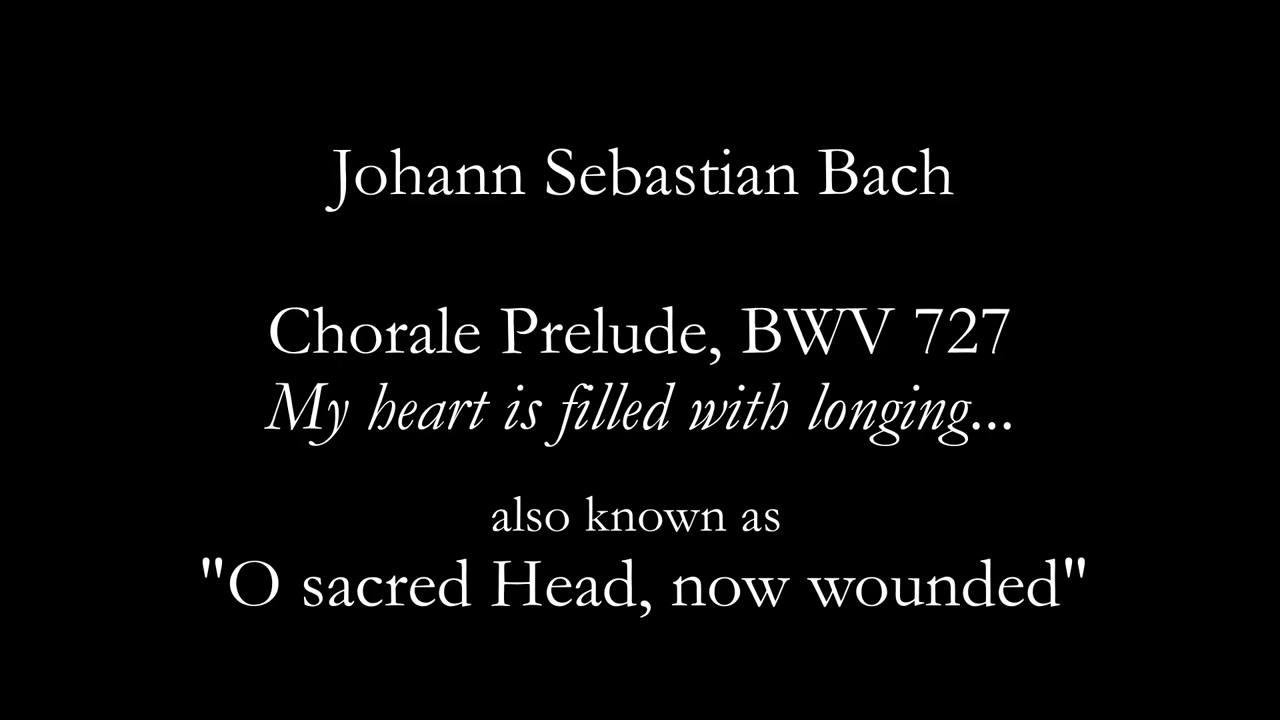 Johann Sebastian Bach
Chorale Prelude, BWV 727
My heart is filled with longing...
also known as
"O sacred Head, now wounded"